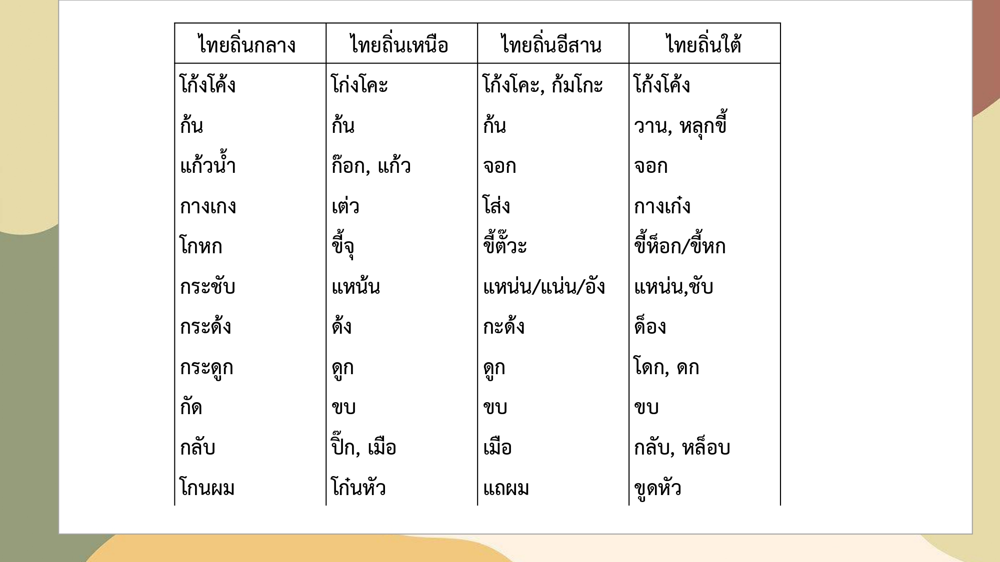 ไทยถิ่นกลาง ไทยถิ่นเหนือ ไทยถิ่นอีสาน ไทยถิ่นใต้
โก้งโค้ง โก่งโคะ โก้งโคะ, ก้มโกะ โก้งโค้ง
ก้น ก้น ก้น วาน, หลุกขี้
แก้วน้ำ ก๊อก, แก้ว จอก จอก
กางเกง เต่ว โส่ง กางเก๋ง
โกหก ขี้จุ ขี้ตั๊วะ ขี้ห็อก/ขี้หก
กระชับ แหน้น แหน่น/แน่น/อัง แหน่น,ชับ
กระด้ง ด้ง กะด้ง ด็อง
กระดูก ดูก ดูก โดก, ดก
กัด ขบ ขบ ขบ
กลับ ปิ๊ก, เมือ เมือ กลับ, หล็อบ
โกนผม โก๋นหัว แถผม ขูดหัว